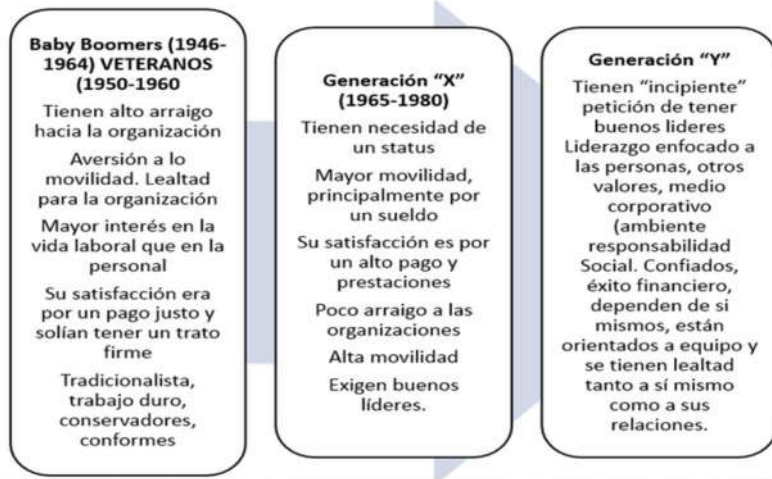 Baby Boomers (1946-
1964) VETERANOS
(1950-1960
Tienen alto arraigo
hacia la organización
Aversión a lo
movilidad. Lealtad
para la organización
Mayor interés en la
vida laboral que en la
personal
Su satisfacción era
por un pago justo y
solían tener un trato
firme
Tradicionalista,
trabajo duro,
conservadores,
conformes
Generación “X”
(1965-1980)
Tienen necesidad de
un status
Mayor movilidad,
principalmente por
un sueldo
Su satisfacción es por
un alto pago y
prestaciones
Poco arraigo a las
organizaciones
Alta movilidad
Exigen buenos
líderes.
Generación “Y”
Tienen “incipiente”
petición de tener
buenos lideres
Liderazgo enfocado a
las personas, otros
valores, medio
corporativo
(ambiente
responsabilidad
Social. Confiados,
éxito financiero,
dependen de si
mismos, están
orientados a equipo y
se tienen lealtad
tanto a sí mismo
como a sus
relaciones.